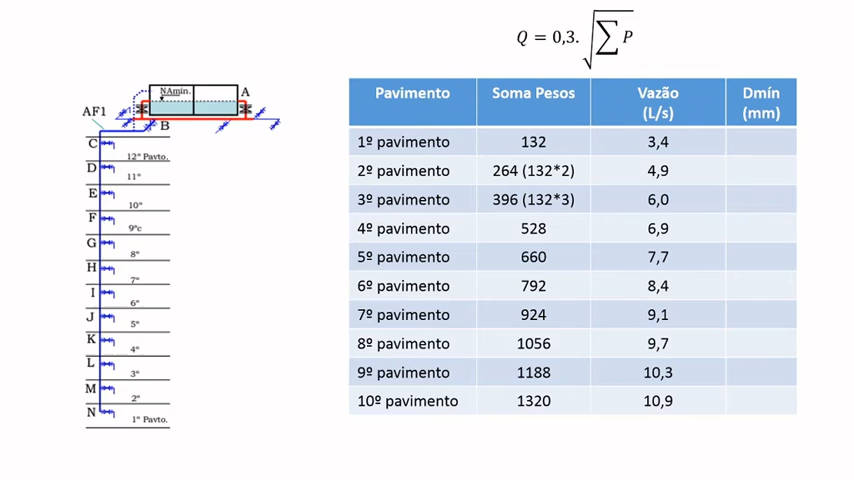 Q = 0,3. √∑P
NAmin.
A
AF1
B
C
12º Pavto.
D
11º
E
10º
F
9ºc
G
8º
H
7º
I
6º
J
5º
K
4º
L
3º
M
2º
N
1º Pavto.
Pavimento Soma Pesos Vazão (L/s) Dmín (mm)
1º pavimento 132 3,4
2º pavimento 264 (132*2) 4,9
3º pavimento 396 (132*3) 6,0
4º pavimento 528 6,9
5º pavimento 660 7,7
6º pavimento 792 8,4
7º pavimento 924 9,1
8º pavimento 1056 9,7
9º pavimento 1188 10,3
10º pavimento 1320 10,9